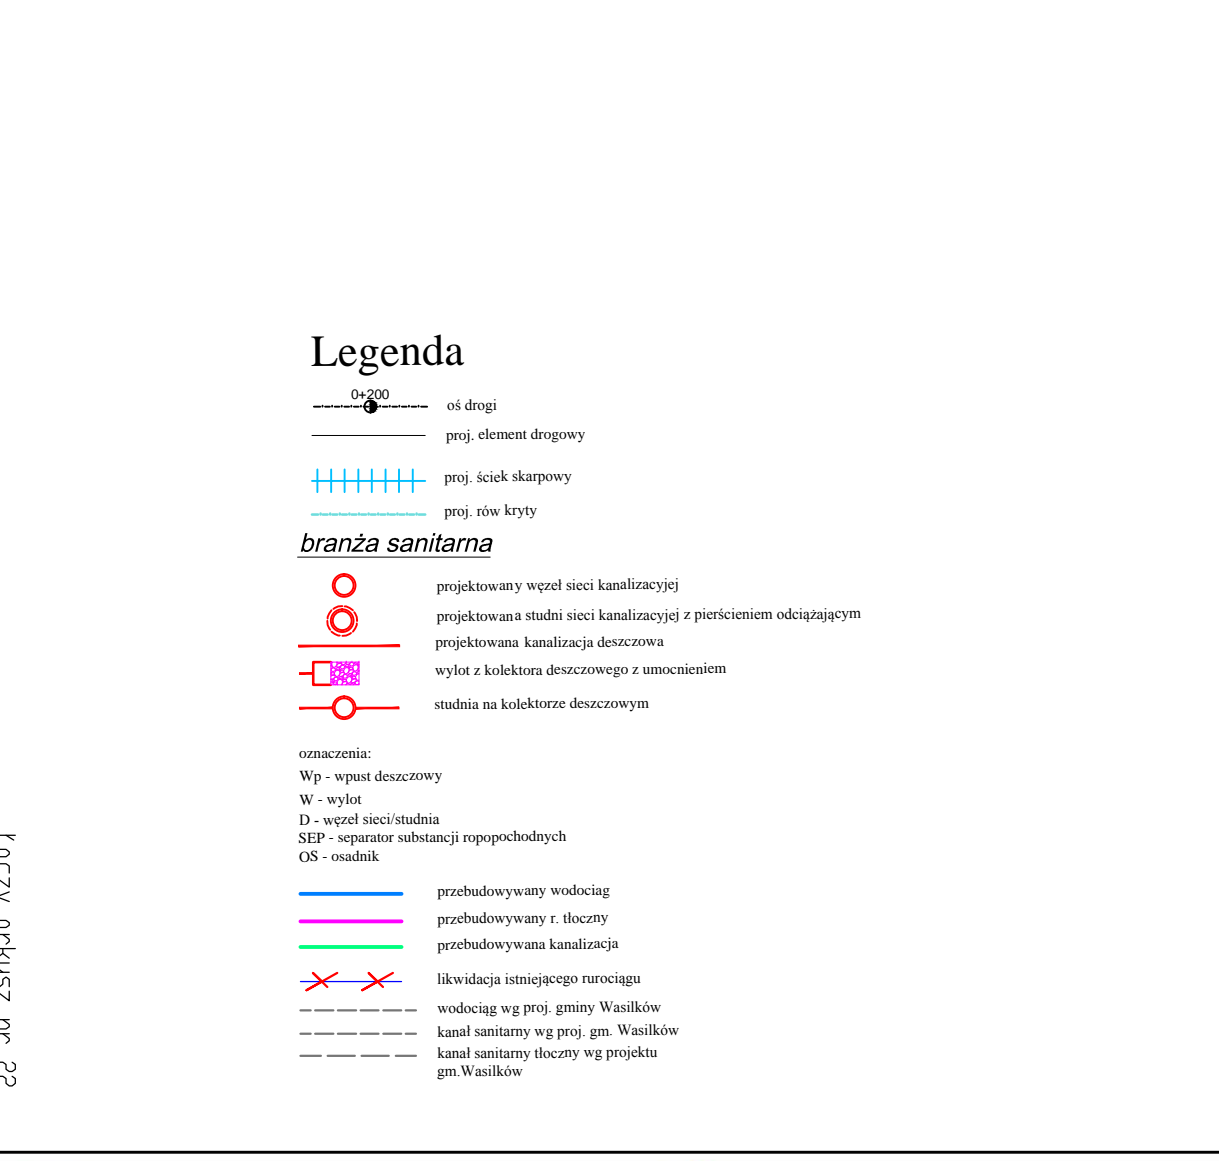 Legenda
0+200
oś drogi
proj. element drogowy
proj. ściek skarpowy
proj. rów kryty
branża sanitarna
projektowany węzeł sieci kanalizacyjej
projektowana studni sieci kanalizacyjej z pierścieniem odciążającym
projektowana kanalizacja deszczowa
wylot z kolektora deszczowego z umocnieniem
studnia na kolektorze deszczowym
oznaczenia:
Wp - wpust deszczowy
W - wylot
D - węzeł sieci/studnia
SEP - separator substancji ropopochodnych
OS - osadnik
przebudowywany wodociąg
przebudowywany r. tłoczny
przebudowywana kanalizacja
likwidacja istniejącego rurociągu
wodociąg wg proj. gminy Wasilków
kanał sanitarny wg proj. gm. Wasilków
kanał sanitarny tłoczny wg projektu
gm.Wasilków
arkusz nr 22